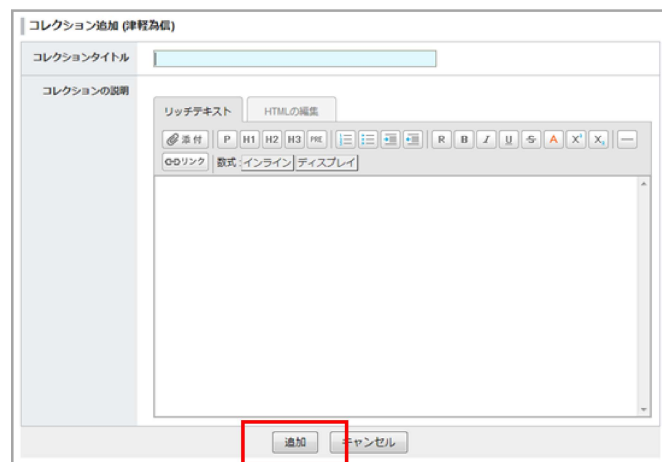 コレクション追加 (津軽為信)
コレクションタイトル
コレクションの説明
リッチテキスト HTMLの編集
添付 P H1 H2 H3 PRE R B I U S A X² X₂ —
リンク 数式: インライン ディスプレイ
追加 キャンセル